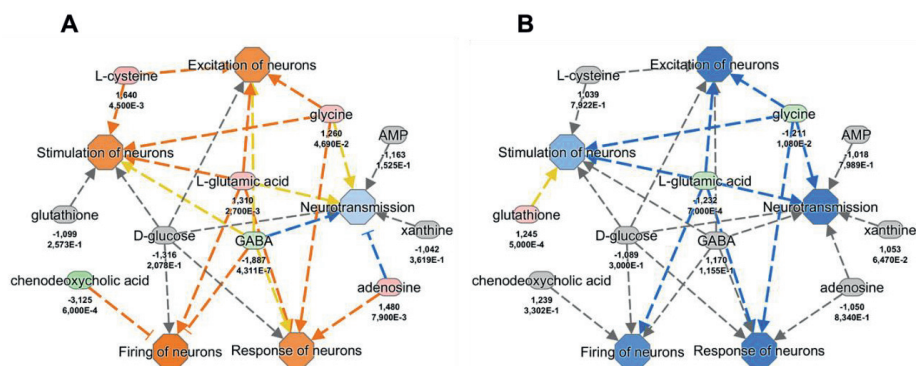 A
Excitation of neurons
L-cysteine
1,640
4,500E-3
glycine
1,260
4,690E-2
AMP
-1,163
1,525E-1
Stimulation of neurons
L-glutamic acid
1,310
2,700E-3
Neurotransmission
glutathione
-1,099
2,573E-1
D-glucose
-1,316
2,078E-1
GABA
-1,887
4,311E-7
xanthine
-1,042
3,619E-1
chenodeoxycholic acid
-3,125
6,000E-4
adenosine
1,480
7,900E-3
Firing of neurons
Response of neurons
B
Excitation of neurons
L-cysteine
1,039
7,922E-1
glycine
-1,211
1,080E-2
AMP
-1,018
7,989E-1
Stimulation of neurons
L-glutamic acid
-1,232
7,000E-4
Neurotransmission
glutathione
1,245
5,000E-4
D-glucose
-1,089
3,000E-1
GABA
1,170
1,155E-1
xanthine
1,053
6,470E-2
chenodeoxycholic acid
1,239
3,302E-1
adenosine
-1,050
8,340E-1
Firing of neurons
Response of neurons